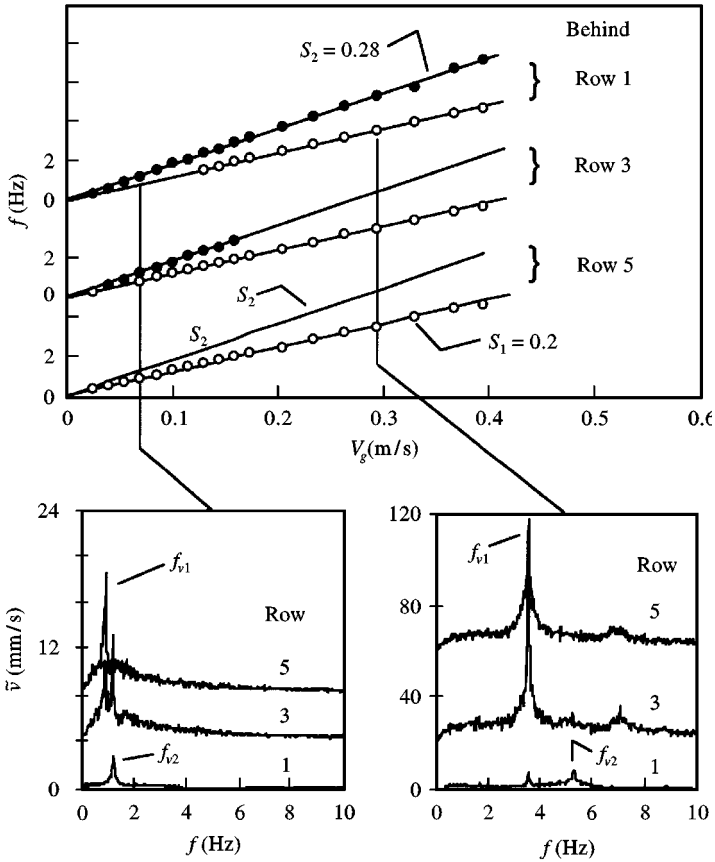 Behind
S₂ = 0.28
} Row 1
f (Hz)
2
0
} Row 3
2
0
S₂
S₂
} Row 5
2
0
S₁ = 0.2
0 0.1 0.2 0.3 0.4 0.5 0.6
V_g (m/s)
24
12
0
ṽ (mm/s)
f_v1
Row
5
3
f_v2
1
0 2 4 6 8 10
f (Hz)
120
80
40
0
f_v1
Row
5
3
f_v2
1
0 2 4 6 8 10
f (Hz)